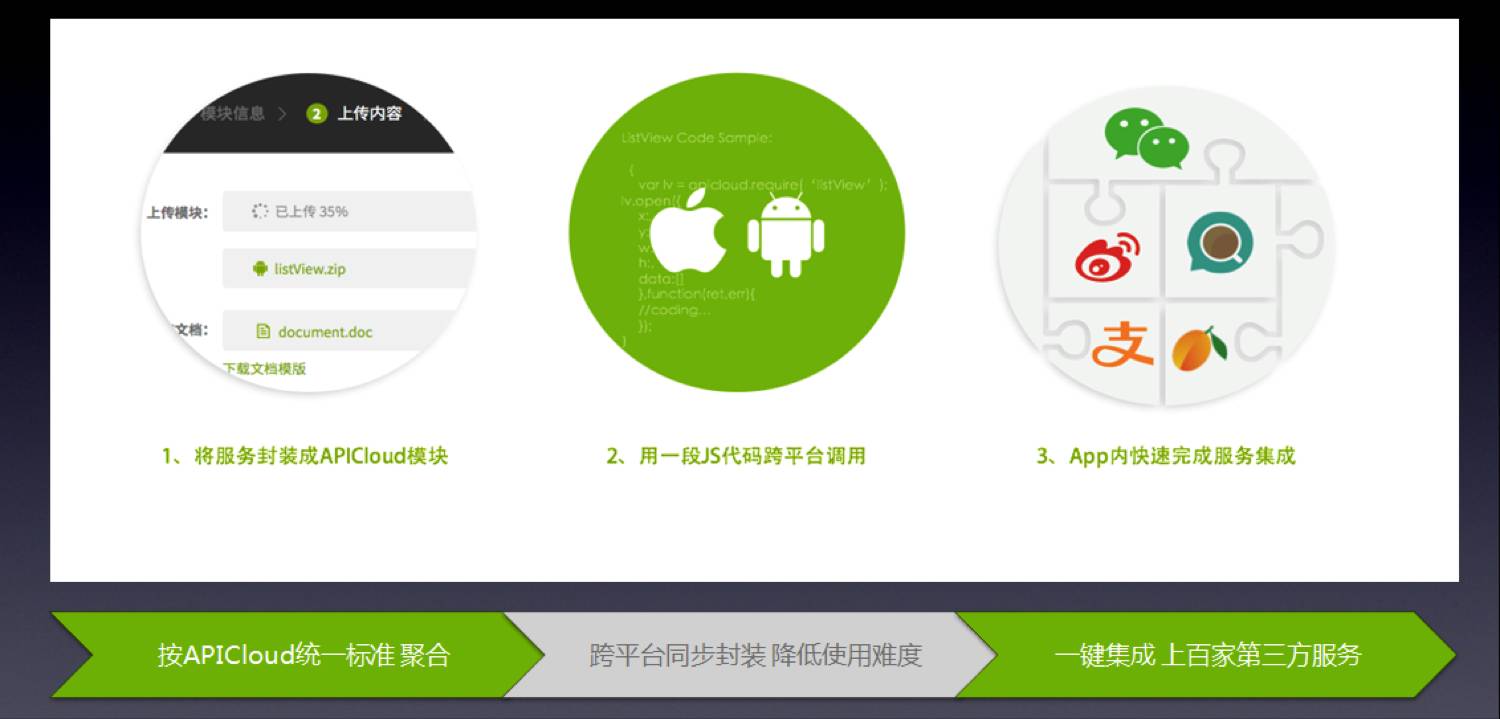 模块信息
2 上传内容
上传模块:
已上传 35%
listView.zip
文档:
document.doc
下载文档模版
ListView Code Sample:
{
var lv = apicloud.require( ‘listView’ );
lv.open({
x:,
y:
w
h:,
data:[]
},function(ret,err){
//coding...
});
}
支
1、将服务封装成APICloud模块
2、用一段JS代码跨平台调用
3、App内快速完成服务集成
按APICloud统一标准 聚合
跨平台同步封装 降低使用难度
一键集成 上百家第三方服务